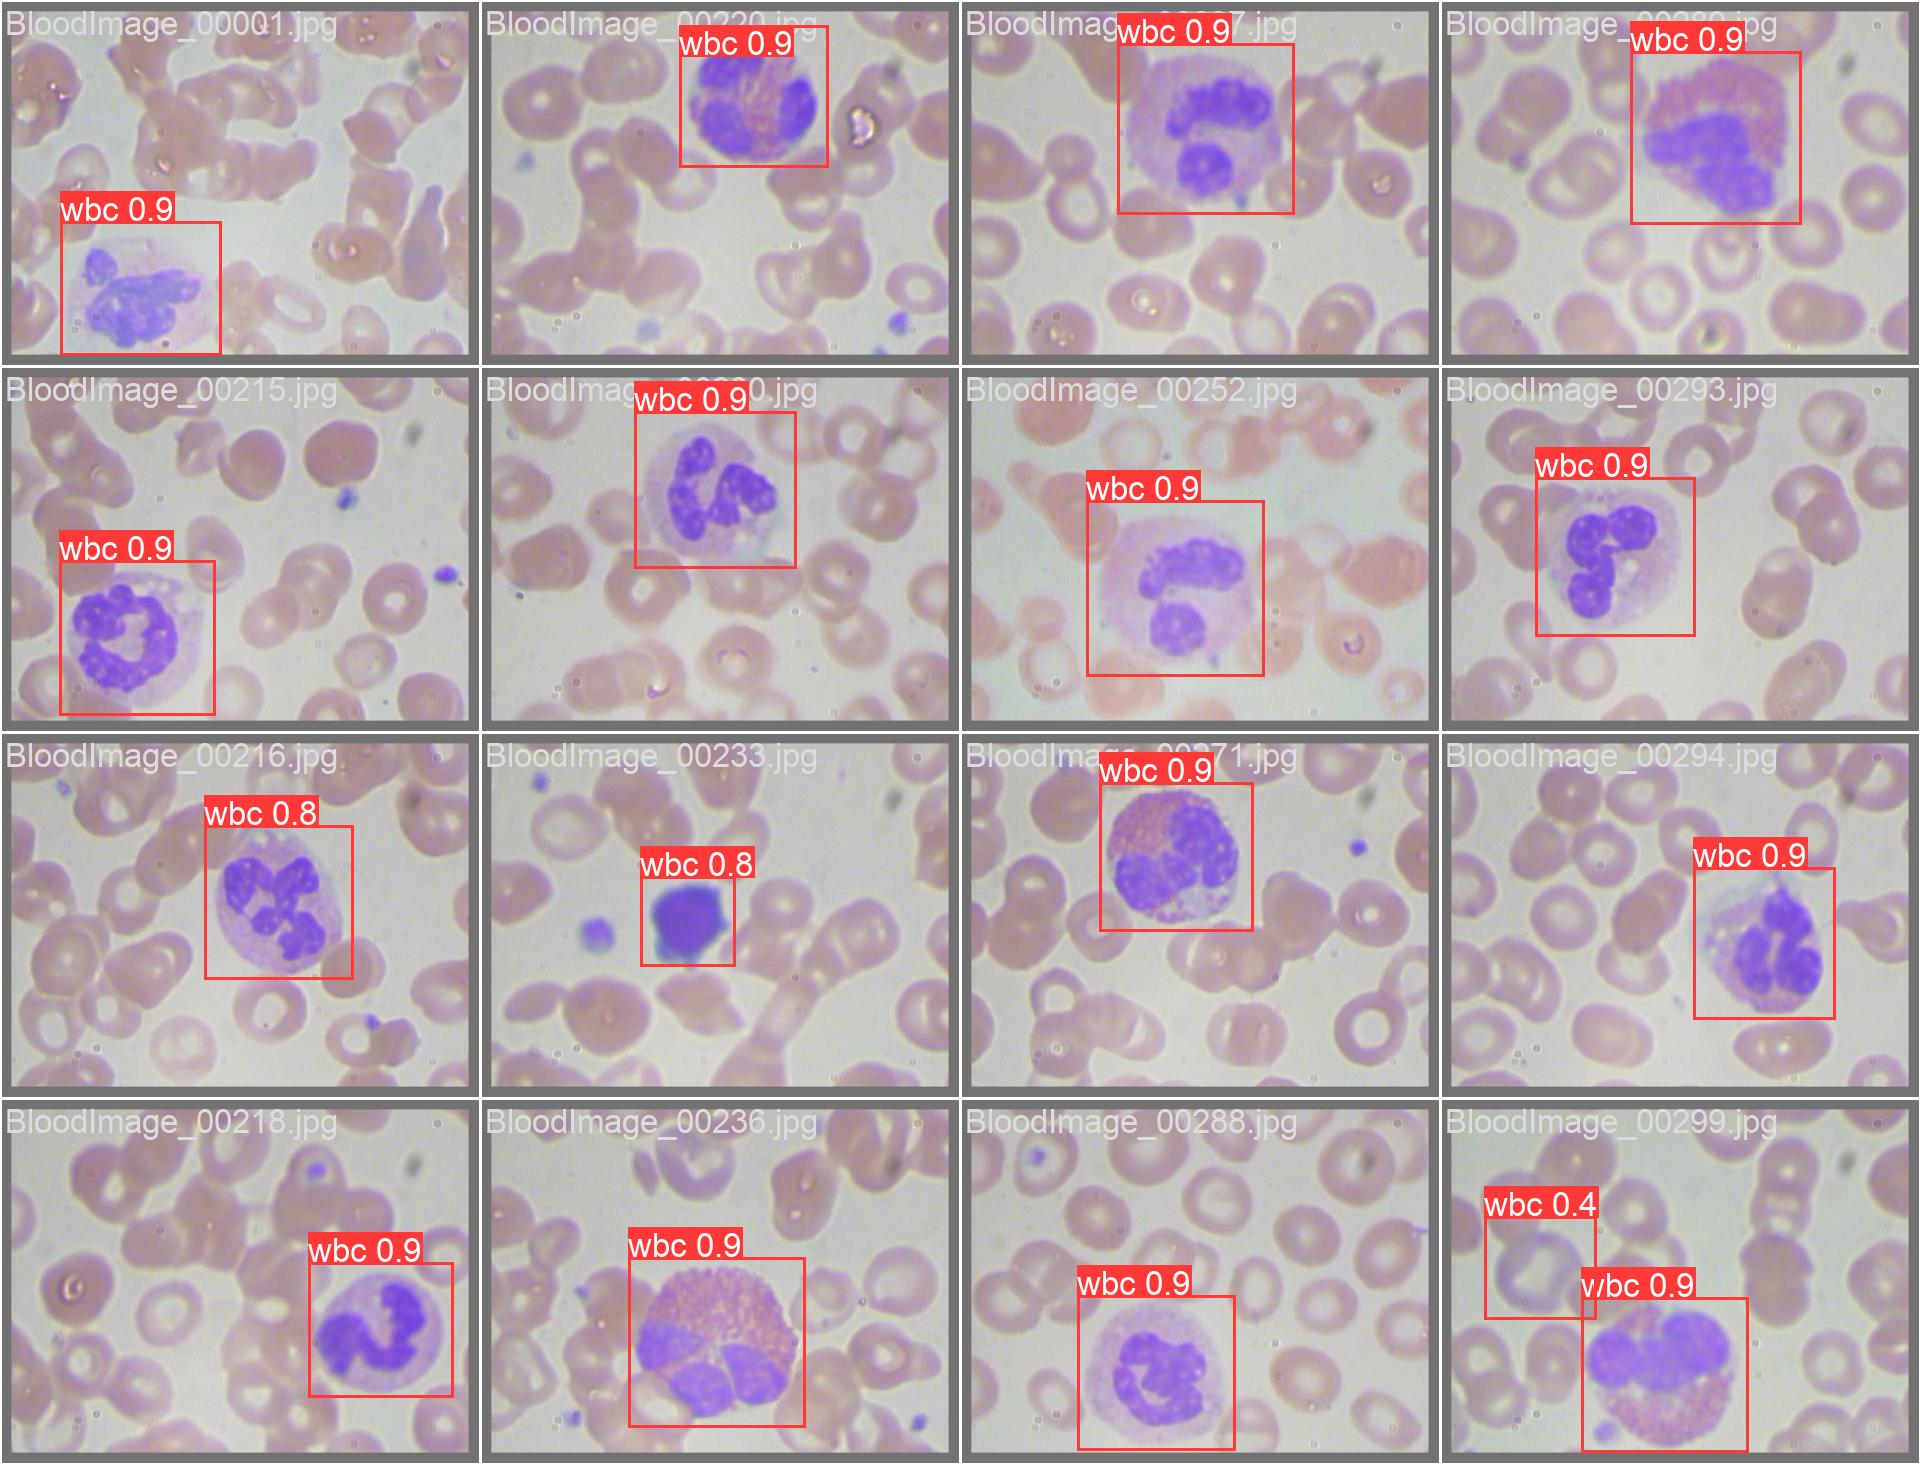 BloodImage_00001.jpg
BloodImage_00220.jpg
wbc 0.9
wbc 0.9
wbc 0.9
wbc 0.9
BloodImage_00215.jpg
wbc 0.9
wbc 0.9
BloodImage_00252.jpg
wbc 0.9
BloodImage_00293.jpg
wbc 0.9
BloodImage_00216.jpg
wbc 0.8
BloodImage_00233.jpg
wbc 0.8
wbc 0.9
BloodImage_00294.jpg
wbc 0.9
BloodImage_00218.jpg
wbc 0.9
BloodImage_00236.jpg
wbc 0.9
BloodImage_00288.jpg
wbc 0.9
BloodImage_00299.jpg
wbc 0.4
wbc 0.9